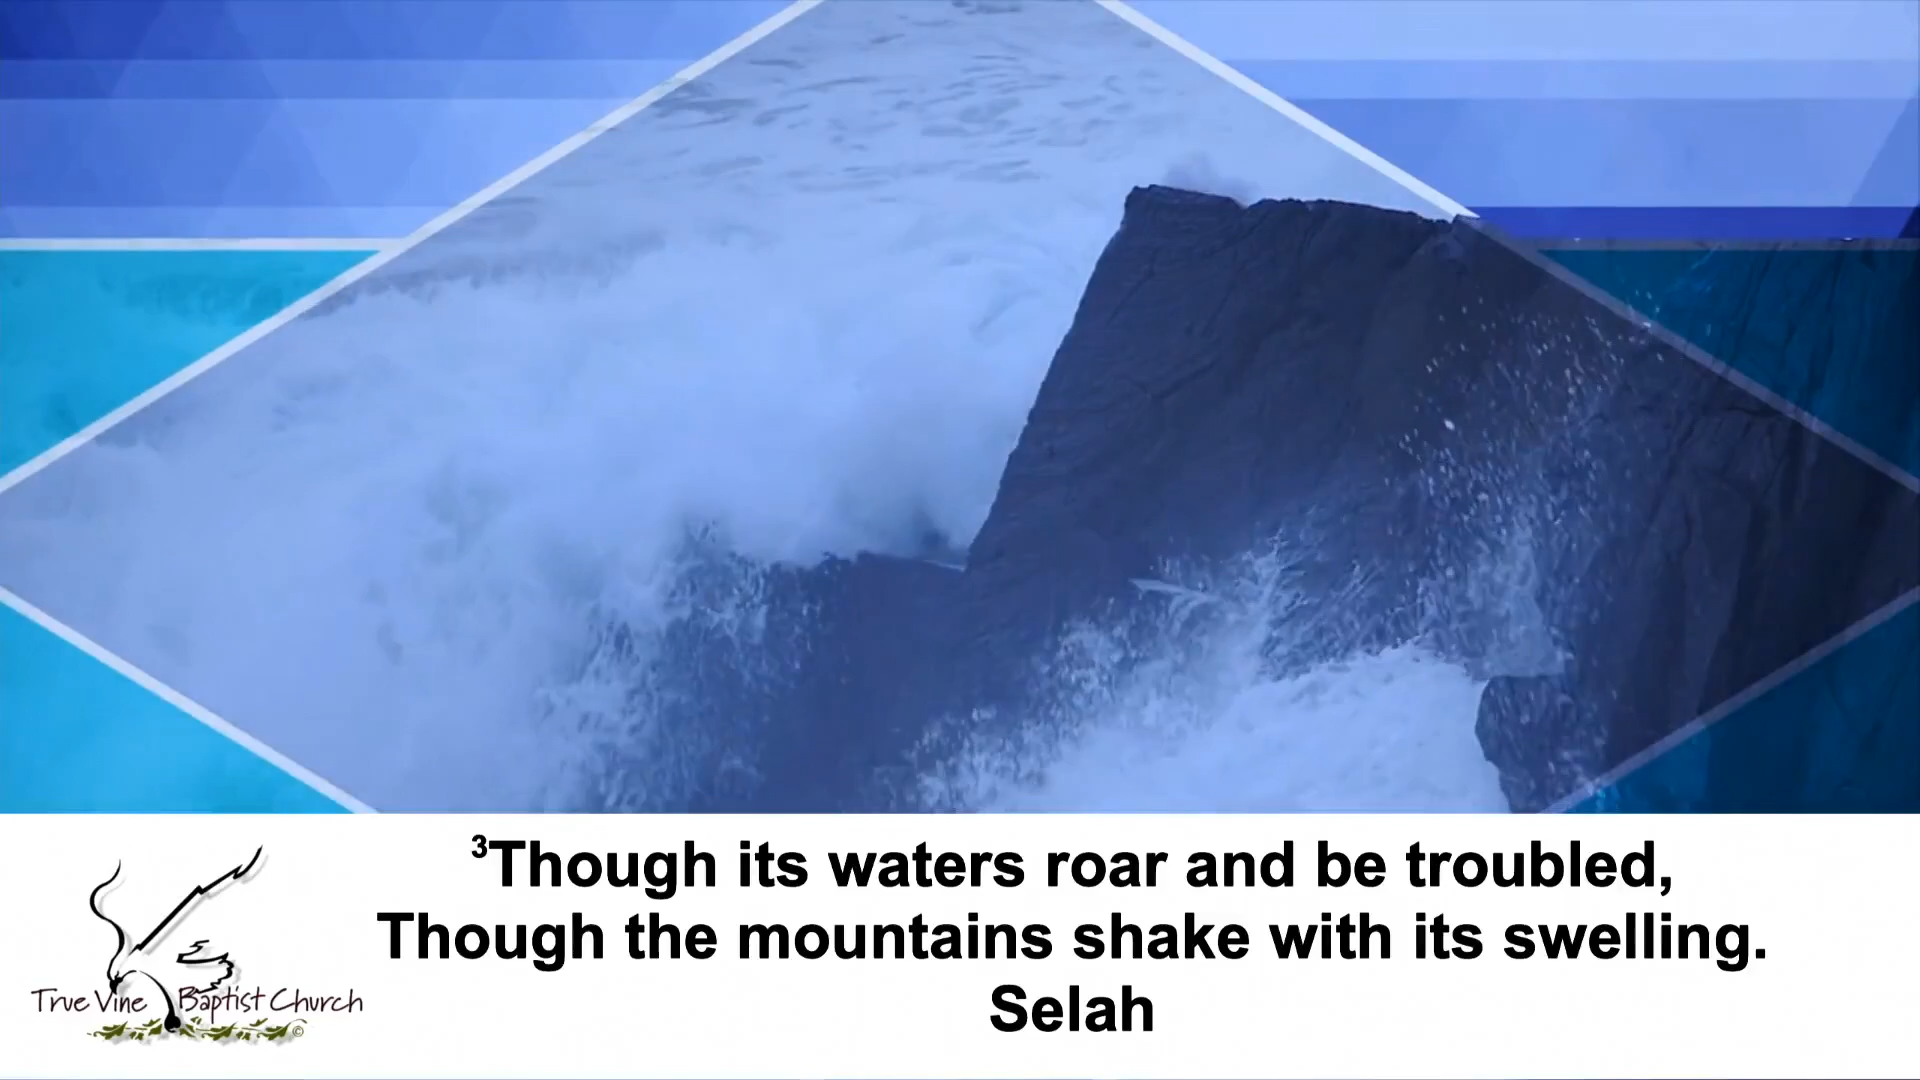 ³Though its waters roar and be troubled,
Though the mountains shake with its swelling.
Selah
True Vine Baptist Church
©